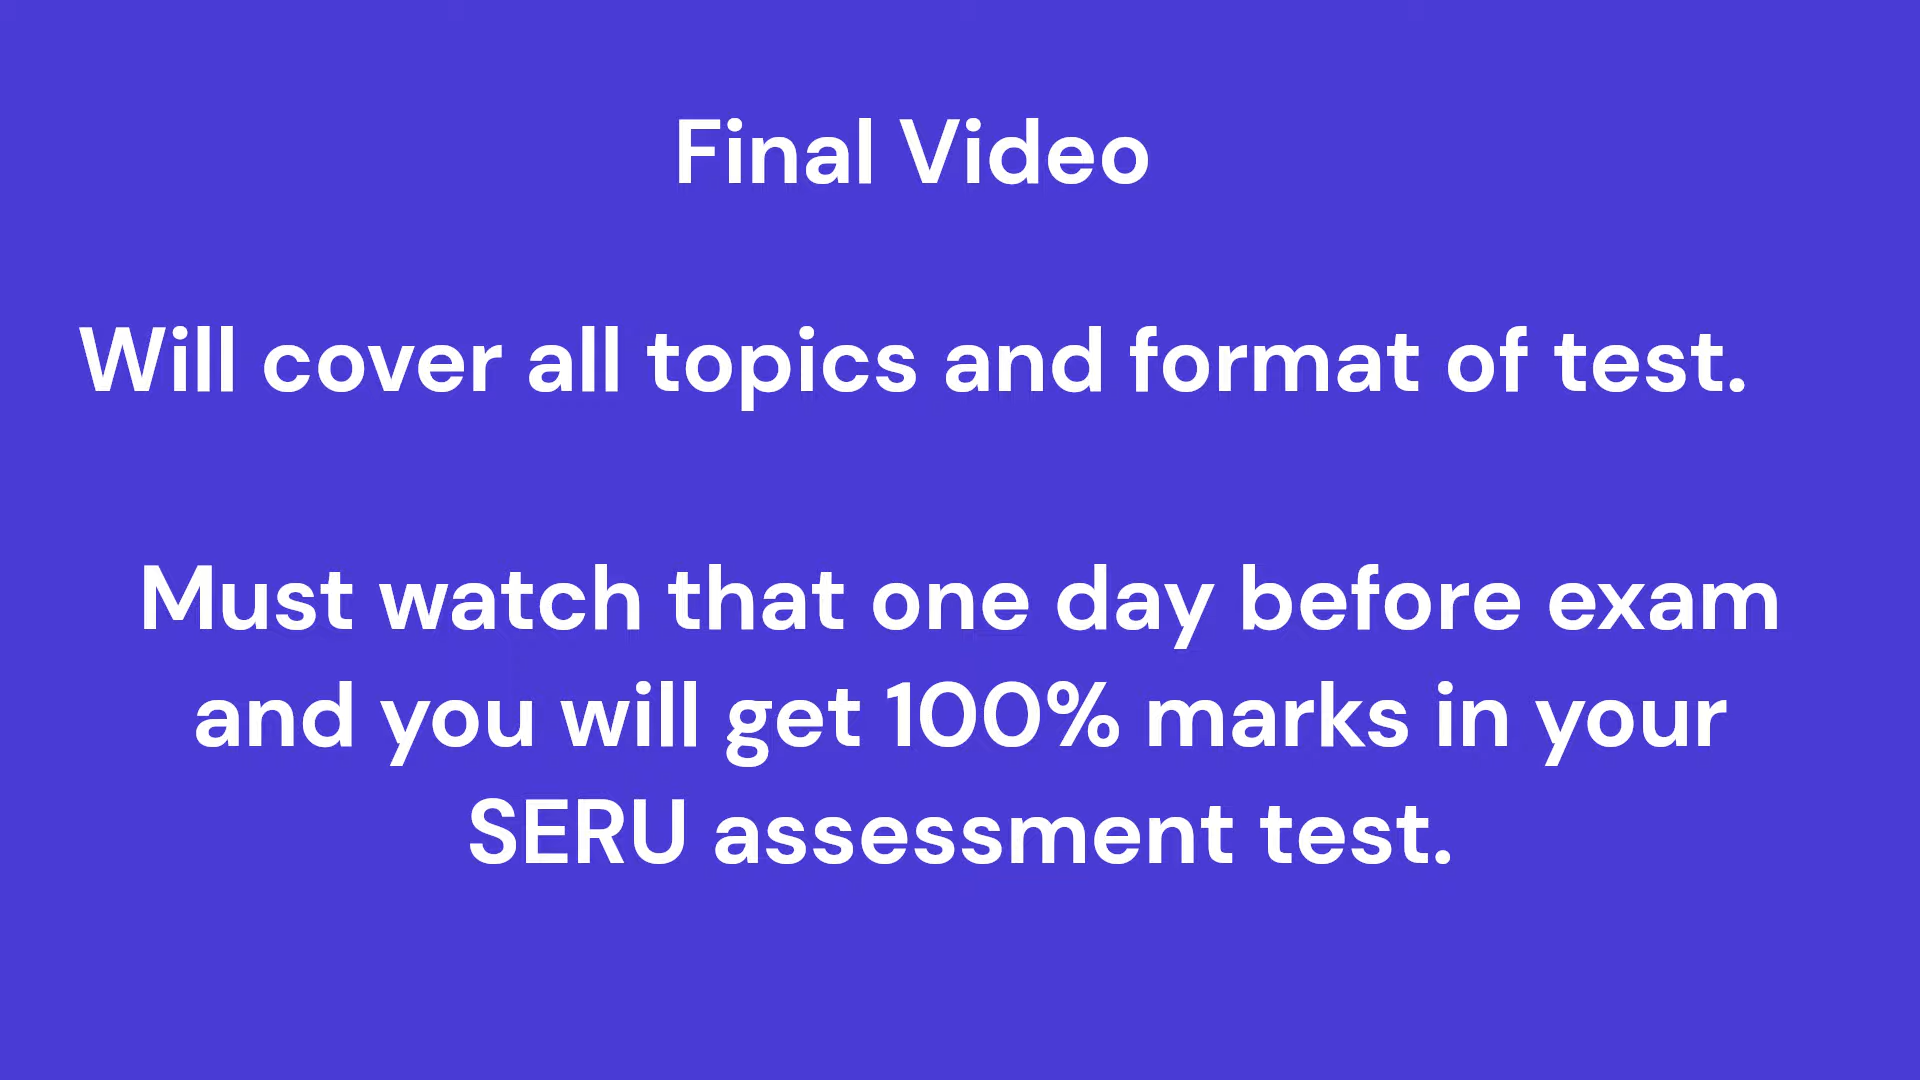 Final Video
Will cover all topics and format of test.
Must watch that one day before exam
and you will get 100% marks in your
SERU assessment test.